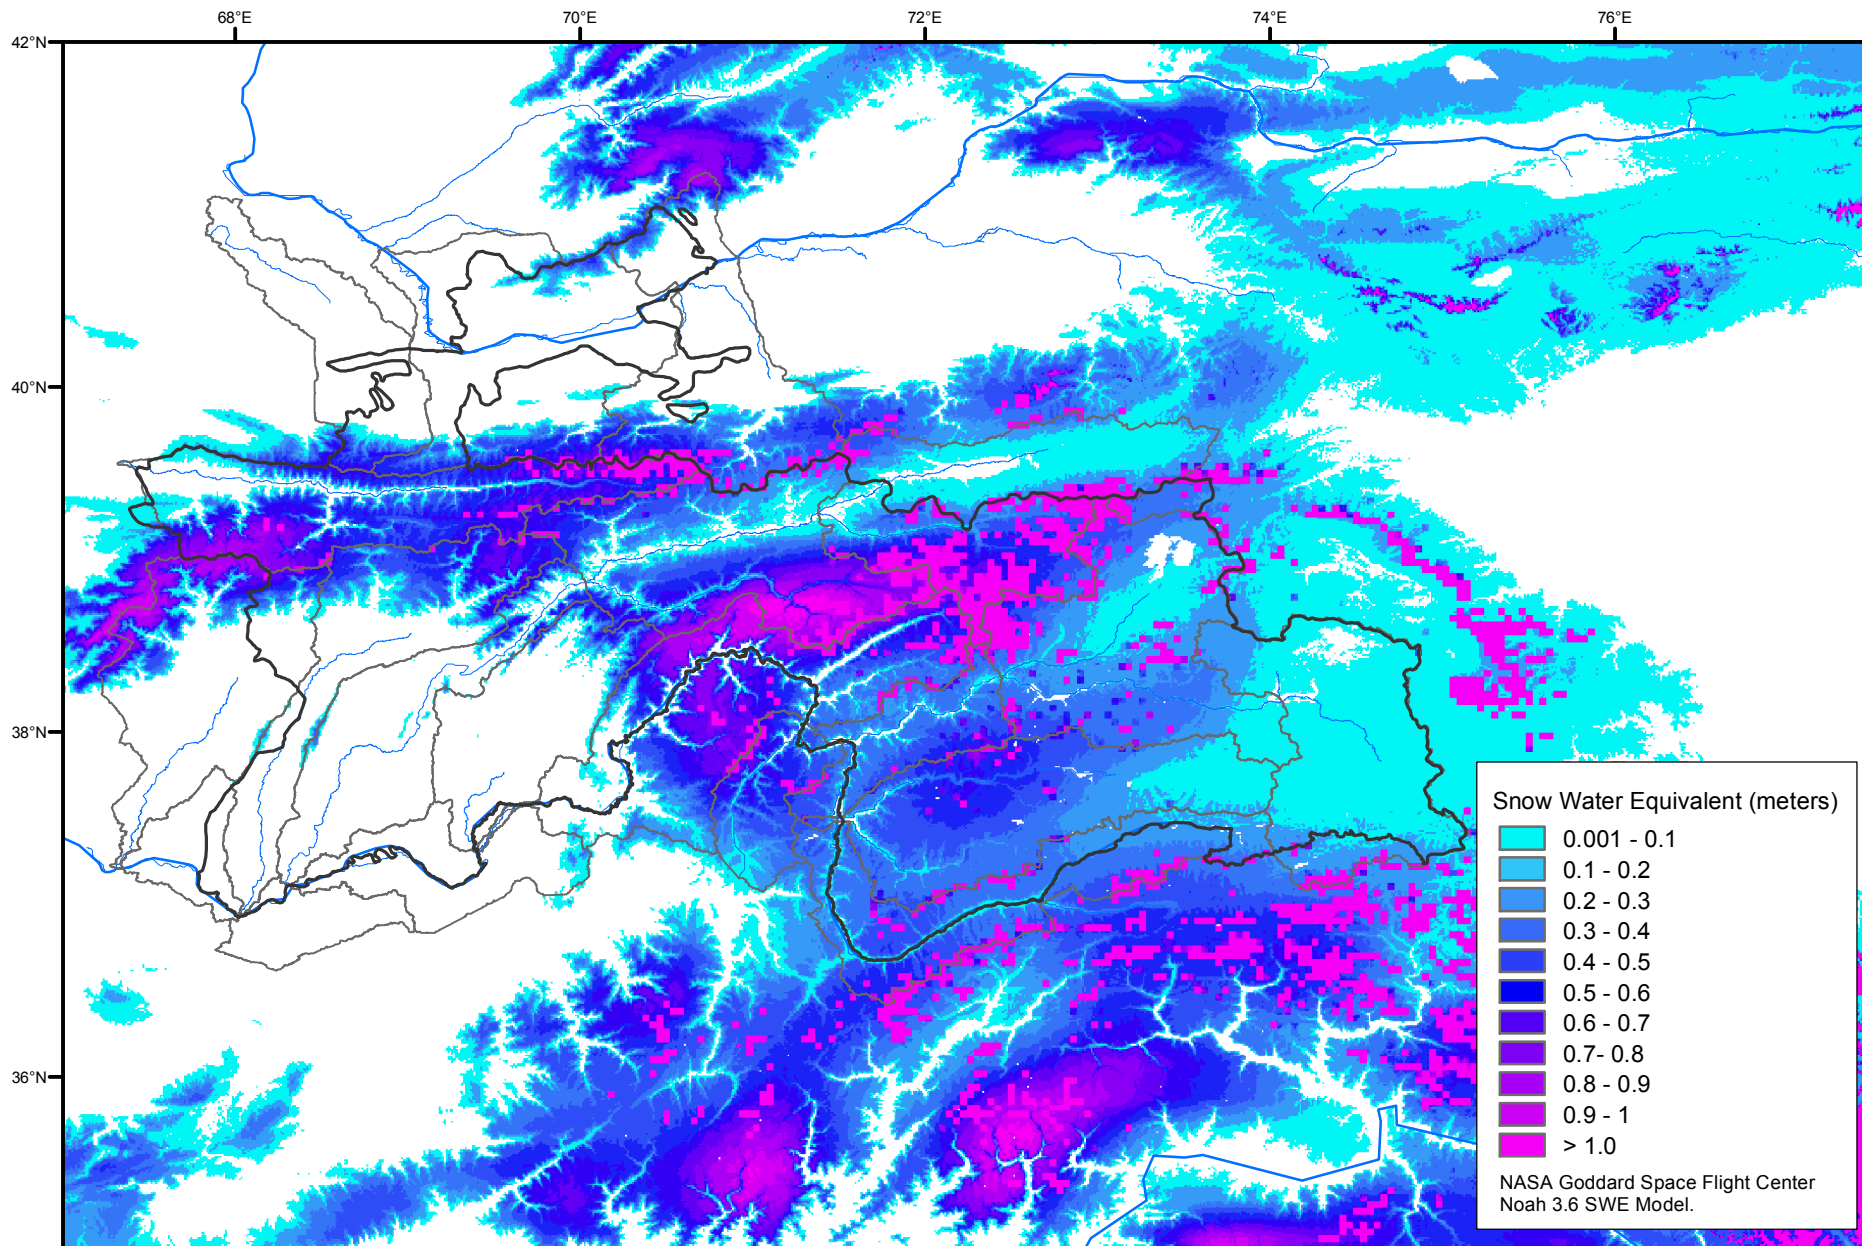 68°E 70°E 72°E 74°E 76°E
42°N
40°N
38°N
36°N
Snow Water Equivalent (meters)
0.001 - 0.1
0.1 - 0.2
0.2 - 0.3
0.3 - 0.4
0.4 - 0.5
0.5 - 0.6
0.6 - 0.7
0.7- 0.8
0.8 - 0.9
0.9 - 1
> 1.0
NASA Goddard Space Flight Center
Noah 3.6 SWE Model.